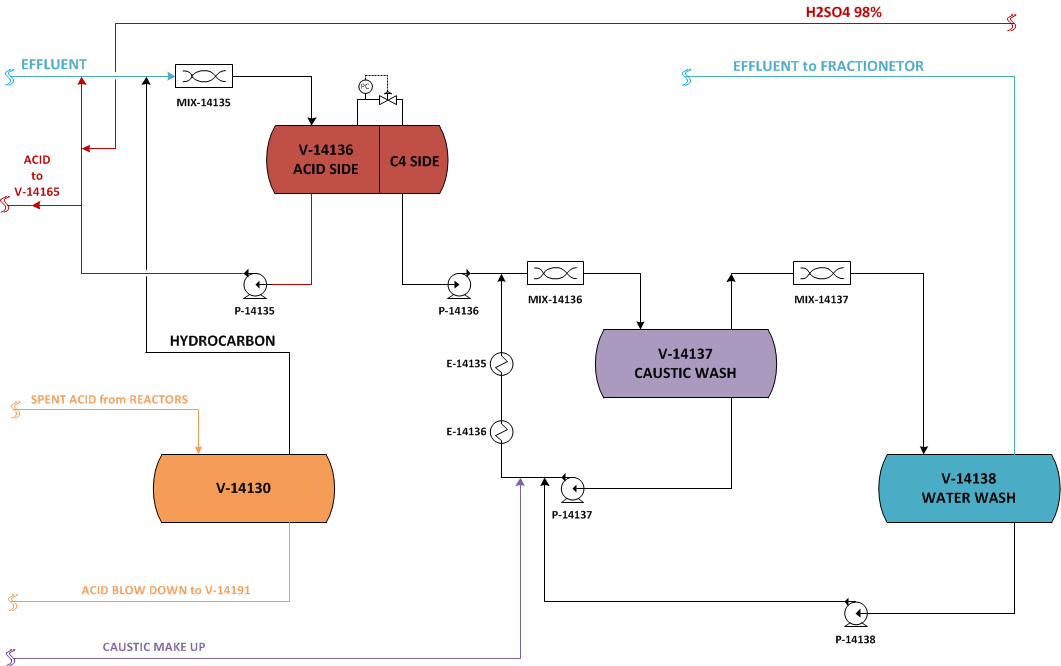 H2SO4 98%
EFFLUENT
EFFLUENT to FRACTIONETOR
MIX-14135
PC
V-14136
ACID SIDE
C4 SIDE
ACID
to
V-14165
P-14135
P-14136
MIX-14136
MIX-14137
HYDROCARBON
E-14135
V-14137
CAUSTIC WASH
SPENT ACID from REACTORS
E-14136
V-14130
V-14138
WATER WASH
P-14137
ACID BLOW DOWN to V-14191
P-14138
CAUSTIC MAKE UP